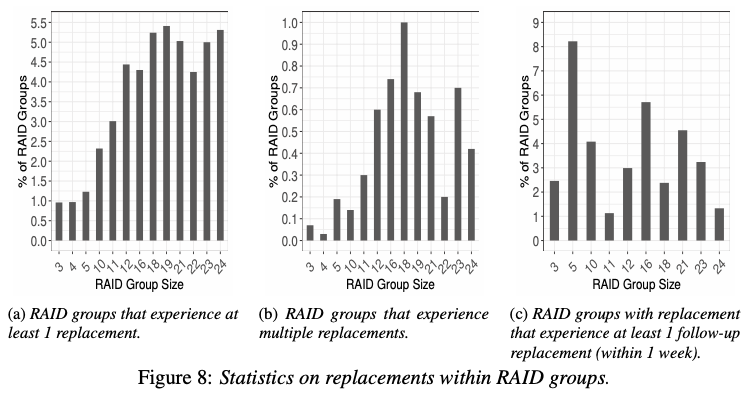 5.5
5.0
4.5
4.0
3.5
3.0
2.5
2.0
1.5
1.0
0.5
0.0
% of RAID Groups
3 4 5 10 11 12 16 18 19 21 22 23 24
RAID Group Size
(a) RAID groups that experience at
least 1 replacement.
1.0
0.9
0.8
0.7
0.6
0.5
0.4
0.3
0.2
0.1
0.0
% of RAID Groups
3 4 5 10 11 12 16 18 19 21 22 23 24
RAID Group Size
(b) RAID groups that experience
multiple replacements.
9
8
7
6
5
4
3
2
1
0
% of RAID Groups
3 5 10 11 12 16 18 21 23 24
RAID Group Size
(c) RAID groups with replacement
that experience at least 1 follow-up
replacement (within 1 week).
Figure 8: Statistics on replacements within RAID groups.